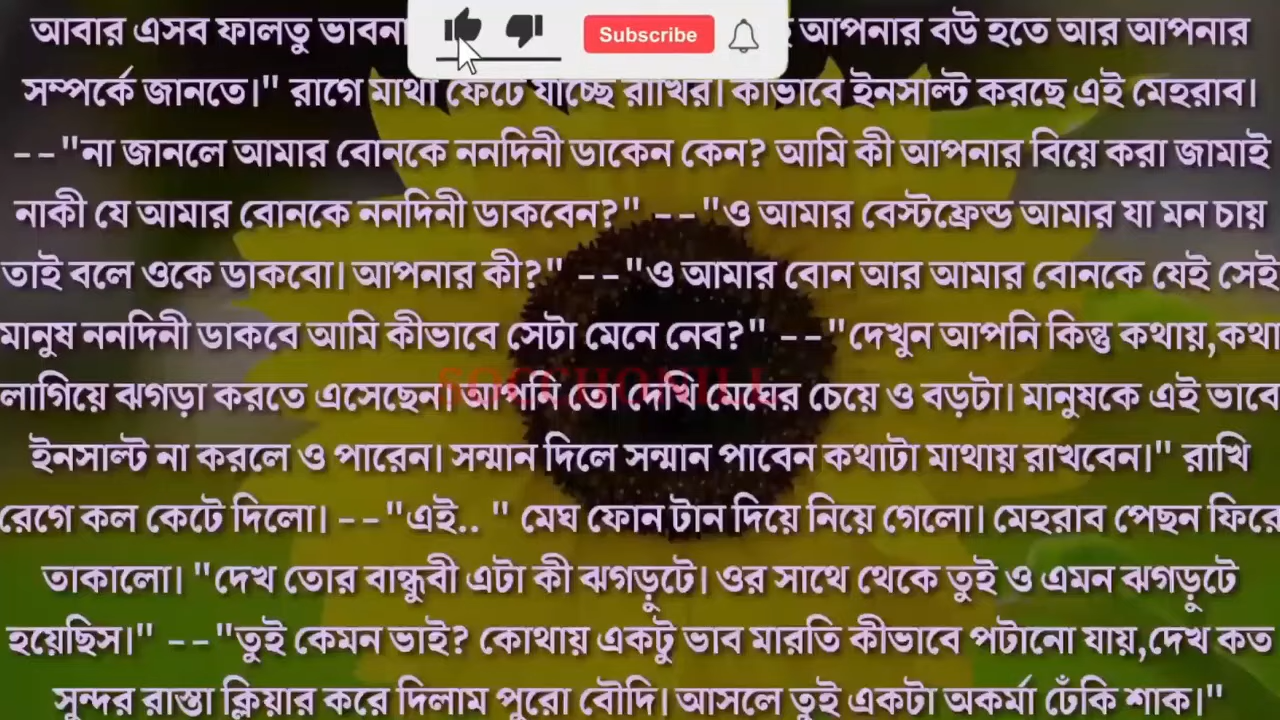 আবার এসব ফালতু ভাবনা আপনার বউ হতে আর আপনার
Subscribe
সম্পর্কে জানতে।" রাগে মাথা ফেটে যাচ্ছে রাখির। কীভাবে ইনসাল্ট করছে এই মেহরাব।
--"না জানলে আমার বোনকে ননদিনী ডাকেন কেন? আমি কী আপনার বিয়ে করা জামাই
নাকী যে আমার বোনকে ননদিনী ডাকবেন?" --"ও আমার বেস্টফ্রেন্ড আমার যা মন চায়
তাই বলে ওকে ডাকবো। আপনার কী?" --"ও আমার বোন আর আমার বোনকে যেই সেই
মানুষ ননদিনী ডাকবে আমি কীভাবে সেটা মেনে নেব?" --"দেখুন আপনি কিন্তু কথায়,কথা
লাগিয়ে ঝগড়া করতে এসেছেন। আপনি তো দেখি মেঘের চেয়ে ও বড়টা। মানুষকে এই ভাবে
SOCCHOHILL
ইনসাল্ট না করলে ও পারেন। সন্মান দিলে সন্মান পাবেন কথাটা মাথায় রাখবেন।" রাখি
রেগে কল কেটে দিলো। --"এই.. " মেঘ ফোন টান দিয়ে নিয়ে গেলো। মেহরাব পেছন ফিরে
তাকালো। "দেখ তোর বান্ধুবী এটা কী ঝগড়ুটে। ওর সাথে থেকে তুই ও এমন ঝগড়ুটে
হয়েছিস।" --"তুই কেমন ভাই? কোথায় একটু ভাব মারতি কীভাবে পটানো যায়,দেখ কত
সুন্দর রাস্তা ক্লিয়ার করে দিলাম পুরো বৌদি। আসলে তুই একটা অকর্মা ঢেঁকি শাক।"